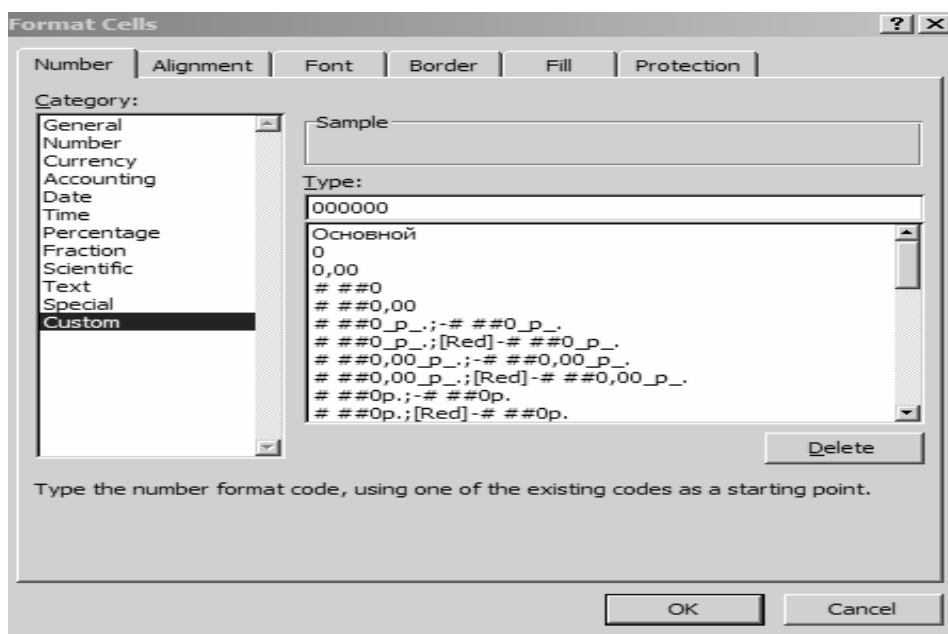 Format Cells
Number Alignment Font Border Fill Protection
Category:
General
Number
Currency
Accounting
Date
Time
Percentage
Fraction
Scientific
Text
Special
Custom
Sample
Type:
000000
Основной
0
0,00
# ##0
# ##0,00
# ##0_р_.;-# ##0_р_.
# ##0_р_.;[Red]-# ##0_р_.
# ##0,00_р_.;-# ##0,00_р_.
# ##0,00_р_.;[Red]-# ##0,00_р_.
# ##0р.;-# ##0р.
# ##0р.;[Red]-# ##0р.
Delete
Type the number format code, using one of the existing codes as a starting point.
OK Cancel